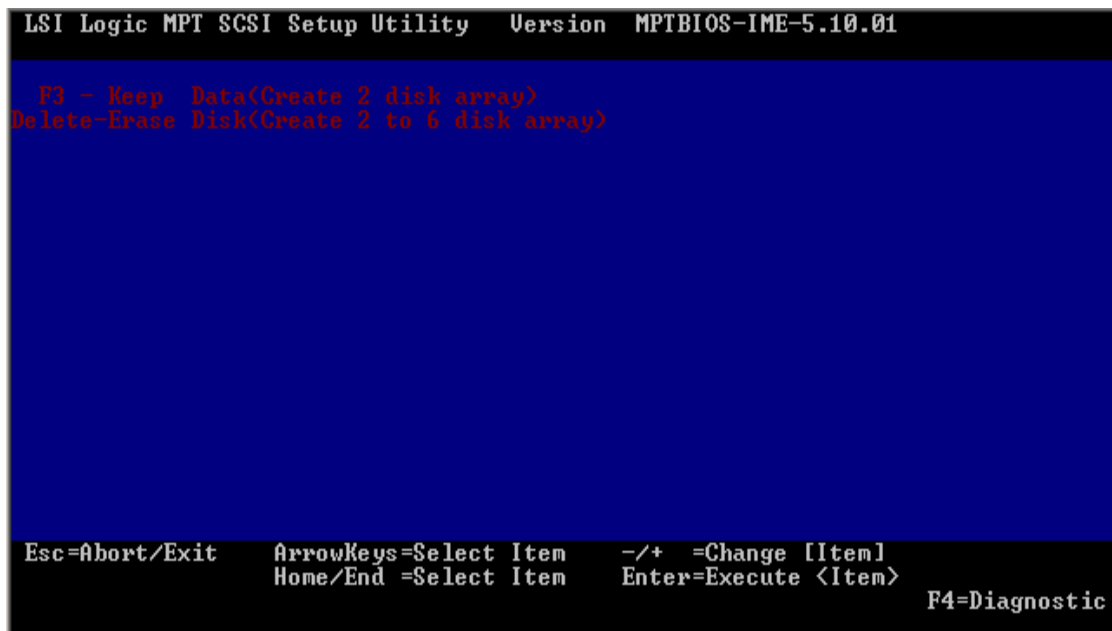 LSI Logic MPT SCSI Setup Utility Version MPTBIOS-IME-5.10.01
F3 - Keep Data(Create 2 disk array)
Delete-Erase Disk(Create 2 to 6 disk array)
Esc=Abort/Exit ArrowKeys=Select Item -/+ =Change [Item]
Home/End =Select Item Enter=Execute <Item>
F4=Diagnostic